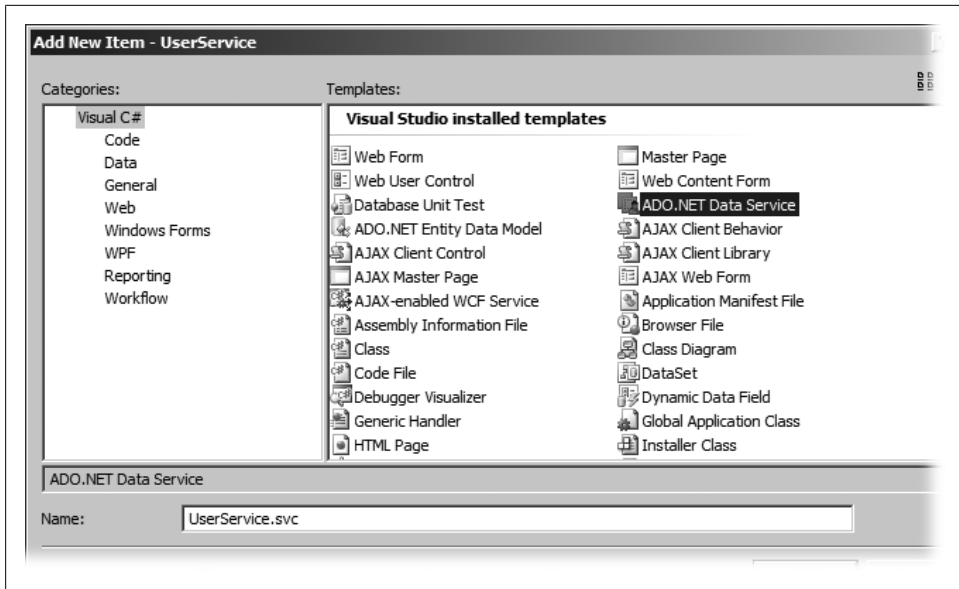 Add New Item - UserService
Categories:
Templates:
Visual C#
Code
Data
General
Web
Windows Forms
WPF
Reporting
Workflow
Visual Studio installed templates
Web Form
Master Page
Web User Control
Web Content Form
Database Unit Test
ADO.NET Data Service
ADO.NET Entity Data Model
AJAX Client Behavior
AJAX Client Control
AJAX Client Library
AJAX Master Page
AJAX Web Form
AJAX-enabled WCF Service
Application Manifest File
Assembly Information File
Browser File
Class
Class Diagram
Code File
DataSet
Debugger Visualizer
Dynamic Data Field
Generic Handler
Global Application Class
HTML Page
Installer Class
ADO.NET Data Service
Name:
UserService.svc